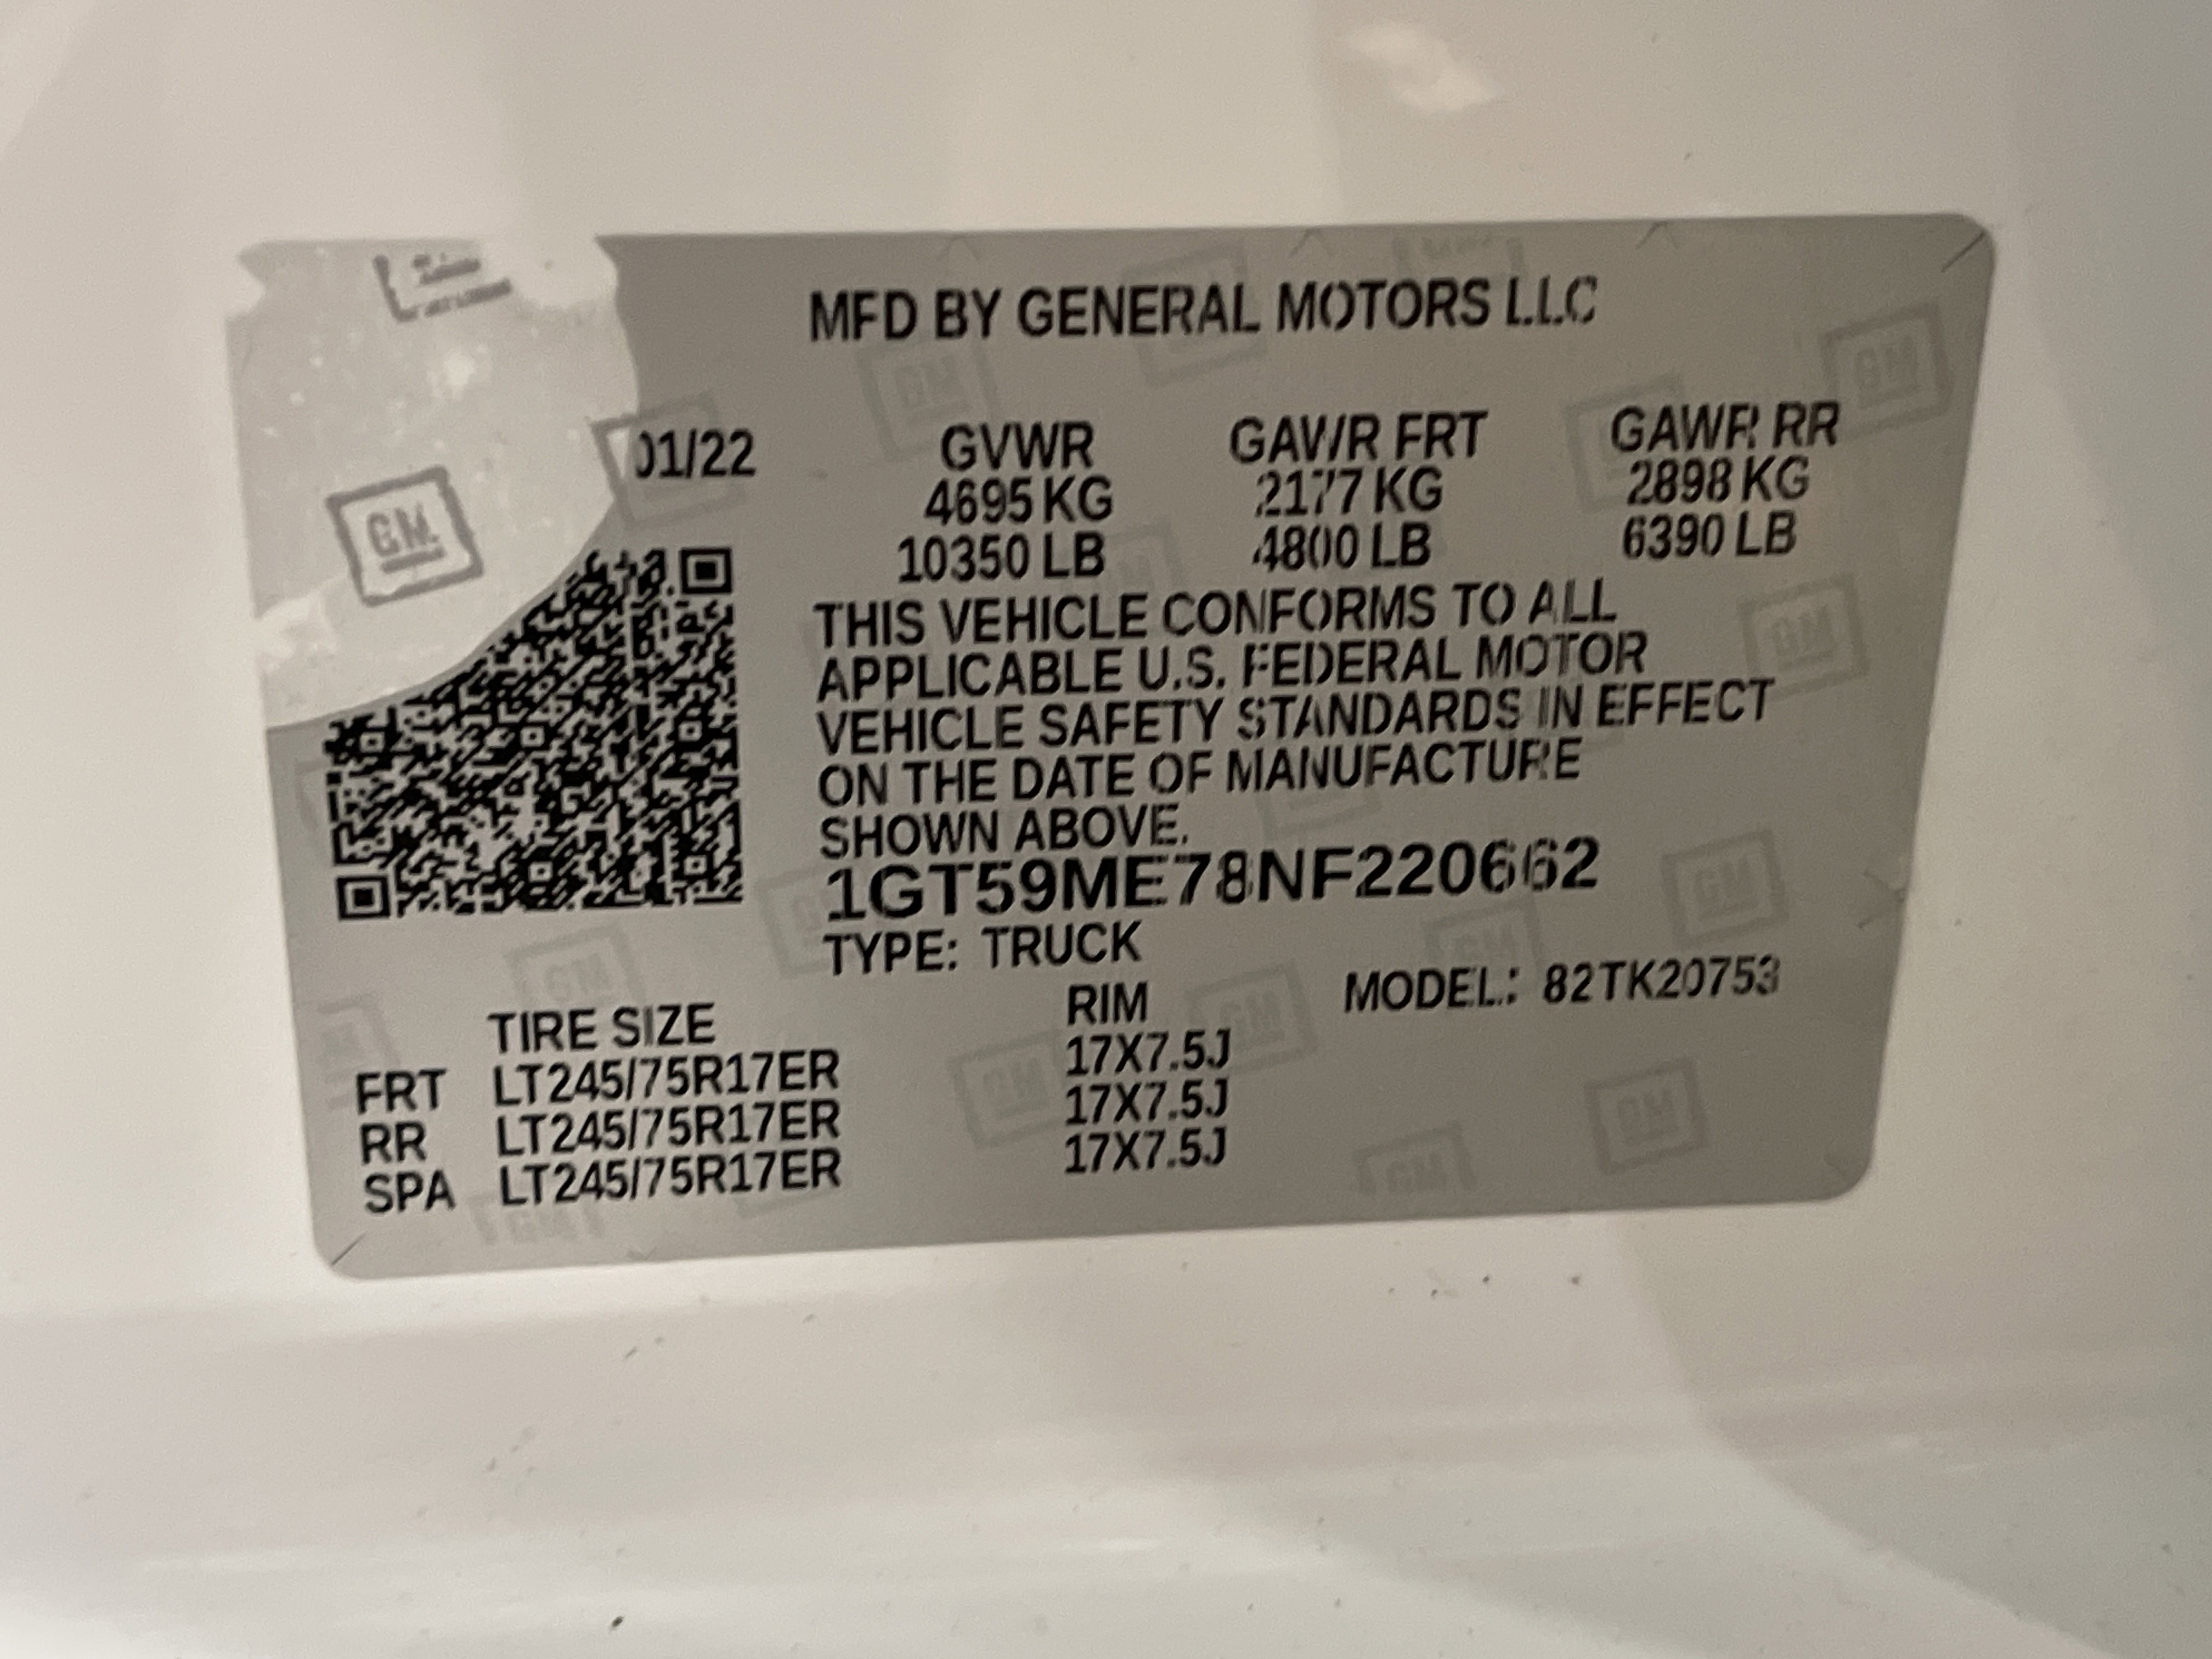 MFD BY GENERAL MOTORS LLC
01/22 GVWR GAWR FRT GAWR RR
4695 KG 2177 KG 2898 KG
10350 LB 4800 LB 6390 LB
THIS VEHICLE CONFORMS TO ALL
APPLICABLE U.S. FEDERAL MOTOR
VEHICLE SAFETY STANDARDS IN EFFECT
ON THE DATE OF MANUFACTURE
SHOWN ABOVE.
1GT59ME78NF220662
TYPE: TRUCK
TIRE SIZE RIM MODEL: 82TK20753
FRT LT245/75R17ER 17X7.5J
RR LT245/75R17ER 17X7.5J
SPA LT245/75R17ER 17X7.5J
GM